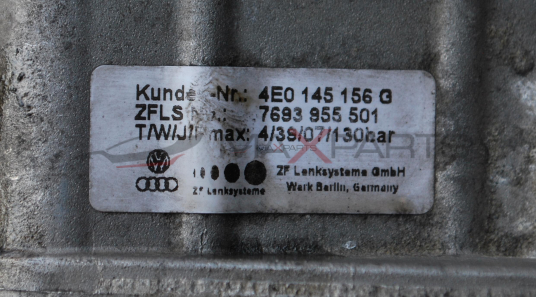 Kunden-Nr.: 4E0 145 156 G
ZFLS 7693 955 501
T/W/J/P max: 4/39/07/130bar
ZF Lenksysteme
ZF Lenksysteme GmbH
Werk Berlin, Germany